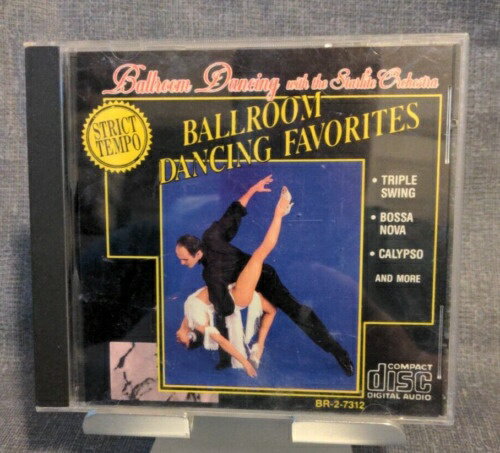 Ballroom Dancing with the Starlite Orchestra
STRICT
TEMPO
BALLROOM
DANCING FAVORITES
• TRIPLE
SWING
• BOSSA
NOVA
• CALYPSO
AND MORE
COMPACT
disc
DIGITAL AUDIO
BR-2-7312